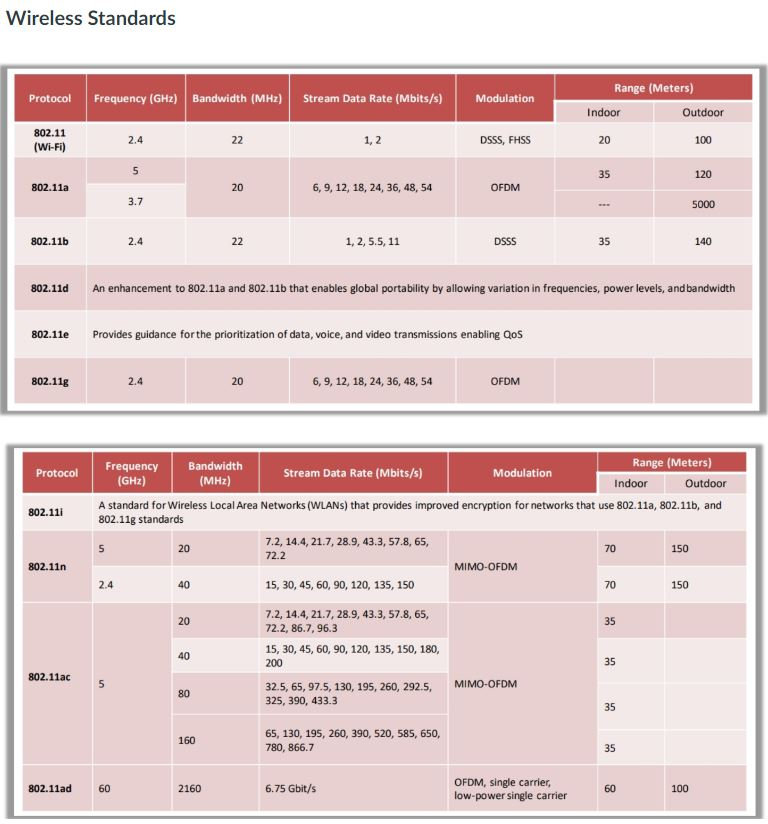 Wireless Standards
Protocol Frequency (GHz) Bandwidth (MHz) Stream Data Rate (Mbits/s) Modulation Range (Meters)
Indoor Outdoor
802.11
(Wi-Fi) 2.4 22 1, 2 DSSS, FHSS 20 100
802.11a 5 20 6, 9, 12, 18, 24, 36, 48, 54 OFDM 35 120
3.7 --- 5000
802.11b 2.4 22 1, 2, 5.5, 11 DSSS 35 140
802.11d An enhancement to 802.11a and 802.11b that enables global portability by allowing variation in frequencies, power levels, and bandwidth
802.11e Provides guidance for the prioritization of data, voice, and video transmissions enabling QoS
802.11g 2.4 20 6, 9, 12, 18, 24, 36, 48, 54 OFDM
Protocol Frequency
(GHz) Bandwidth
(MHz) Stream Data Rate (Mbits/s) Modulation Range (Meters)
Indoor Outdoor
802.11i A standard for Wireless Local Area Networks (WLANs) that provides improved encryption for networks that use 802.11a, 802.11b, and
802.11g standards
802.11n 5 20 7.2, 14.4, 21.7, 28.9, 43.3, 57.8, 65,
72.2 MIMO-OFDM 70 150
2.4 40 15, 30, 45, 60, 90, 120, 135, 150 70 150
802.11ac 5 20 7.2, 14.4, 21.7, 28.9, 43.3, 57.8, 65,
72.2, 86.7, 96.3 MIMO-OFDM 35
40 15, 30, 45, 60, 90, 120, 135, 150, 180,
200 35
80 32.5, 65, 97.5, 130, 195, 260, 292.5,
325, 390, 433.3 35
160 65, 130, 195, 260, 390, 520, 585, 650,
780, 866.7 35
802.11ad 60 2160 6.75 Gbit/s OFDM, single carrier,
low-power single carrier 60 100